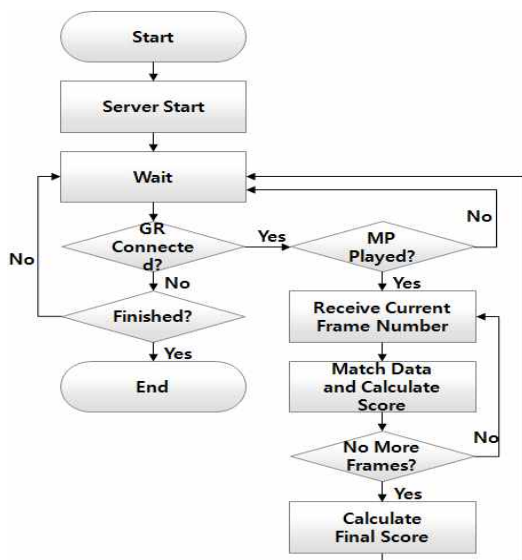 Start
Server Start
Wait
GR
Connecte
d?
Yes
MP
Played?
No
No
No
Yes
Finished?
Receive Current
Frame Number
Yes
End
Match Data
and Calculate
Score
No More
Frames?
No
Yes
Calculate
Final Score